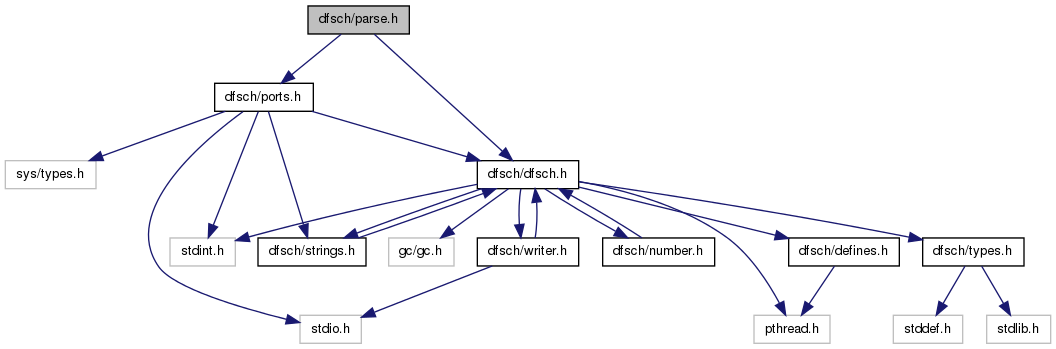 dfsch/parse.h
dfsch/ports.h
sys/types.h
dfsch/dfsch.h
stdint.h
dfsch/strings.h
gc/gc.h
dfsch/writer.h
dfsch/number.h
dfsch/defines.h
dfsch/types.h
stdio.h
pthread.h
stddef.h
stdlib.h